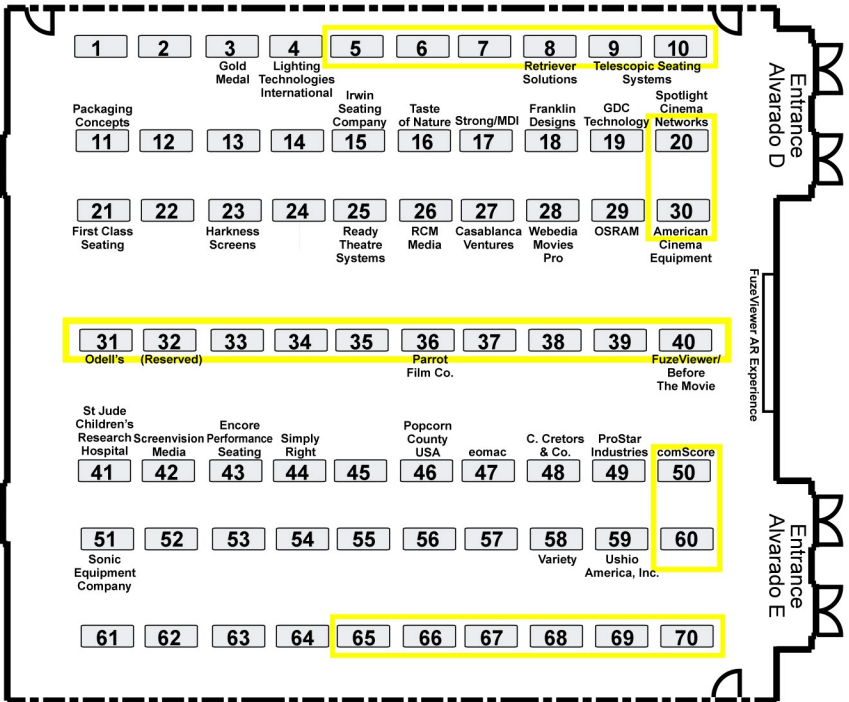 1 2 3 4 5 6 7 8 9 10
Gold
Medal
Lighting
Technologies
International
Retriever
Solutions
Telescopic Seating
Systems
Packaging
Concepts
Irwin
Seating
Company
Taste
of Nature
Strong/MDI
Franklin
Designs
GDC
Technology
Spotlight
Cinema
Networks
11 12 13 14 15 16 17 18 19 20
Entrance
Alvarado D
21 22 23 24 25 26 27 28 29 30
First Class
Seating
Harkness
Screens
Ready
Theatre
Systems
RCM
Media
Casablanca
Ventures
Webedia
Movies
Pro
OSRAM
American
Cinema
Equipment
FuzeViewer AR Experience
31 32 33 34 35 36 37 38 39 40
Odell's
(Reserved)
Parrot
Film Co.
FuzeViewer/
Before
The Movie
St Jude
Children's
Research
Hospital
Screenvision
Media
Encore
Performance
Seating
Simply
Right
Popcorn
County
USA
eomac
C. Cretors
& Co.
ProStar
Industries
comScore
41 42 43 44 45 46 47 48 49 50
51 52 53 54 55 56 57 58 59 60
Sonic
Equipment
Company
Variety
Ushio
America, Inc.
Entrance
Alvarado E
61 62 63 64 65 66 67 68 69 70